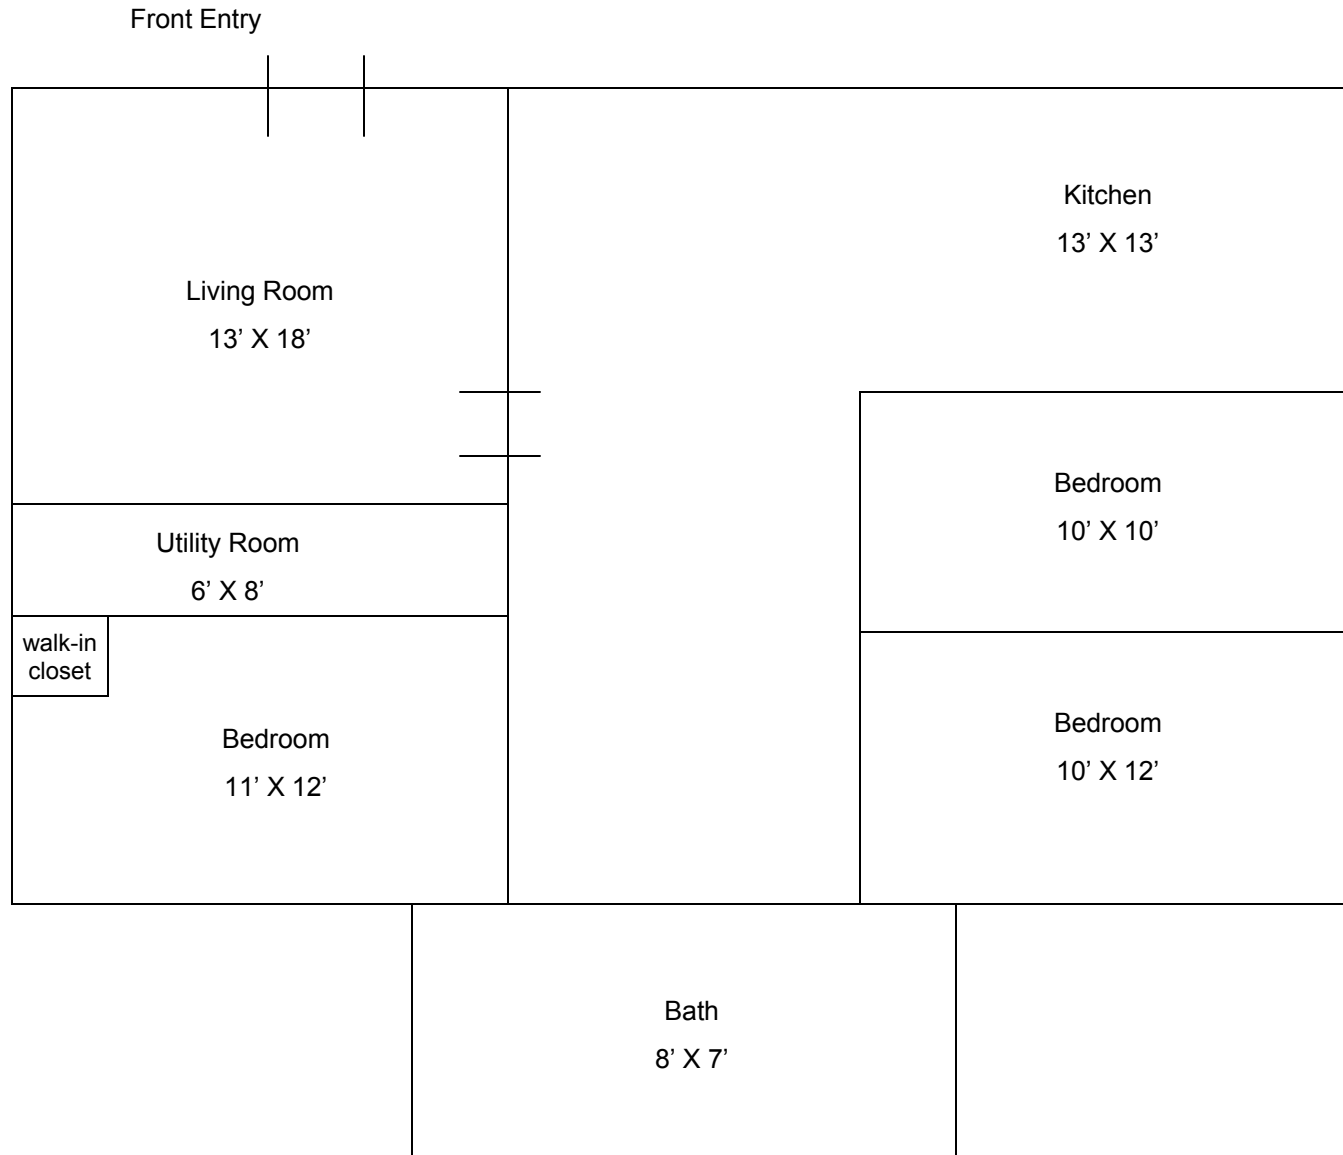 Front Entry
Kitchen
13’ X 13’
Living Room
13’ X 18’
Bedroom
10’ X 10’
Utility Room
6’ X 8’
walk-in
closet
Bedroom
11’ X 12’
Bedroom
10’ X 12’
Bath
8’ X 7’